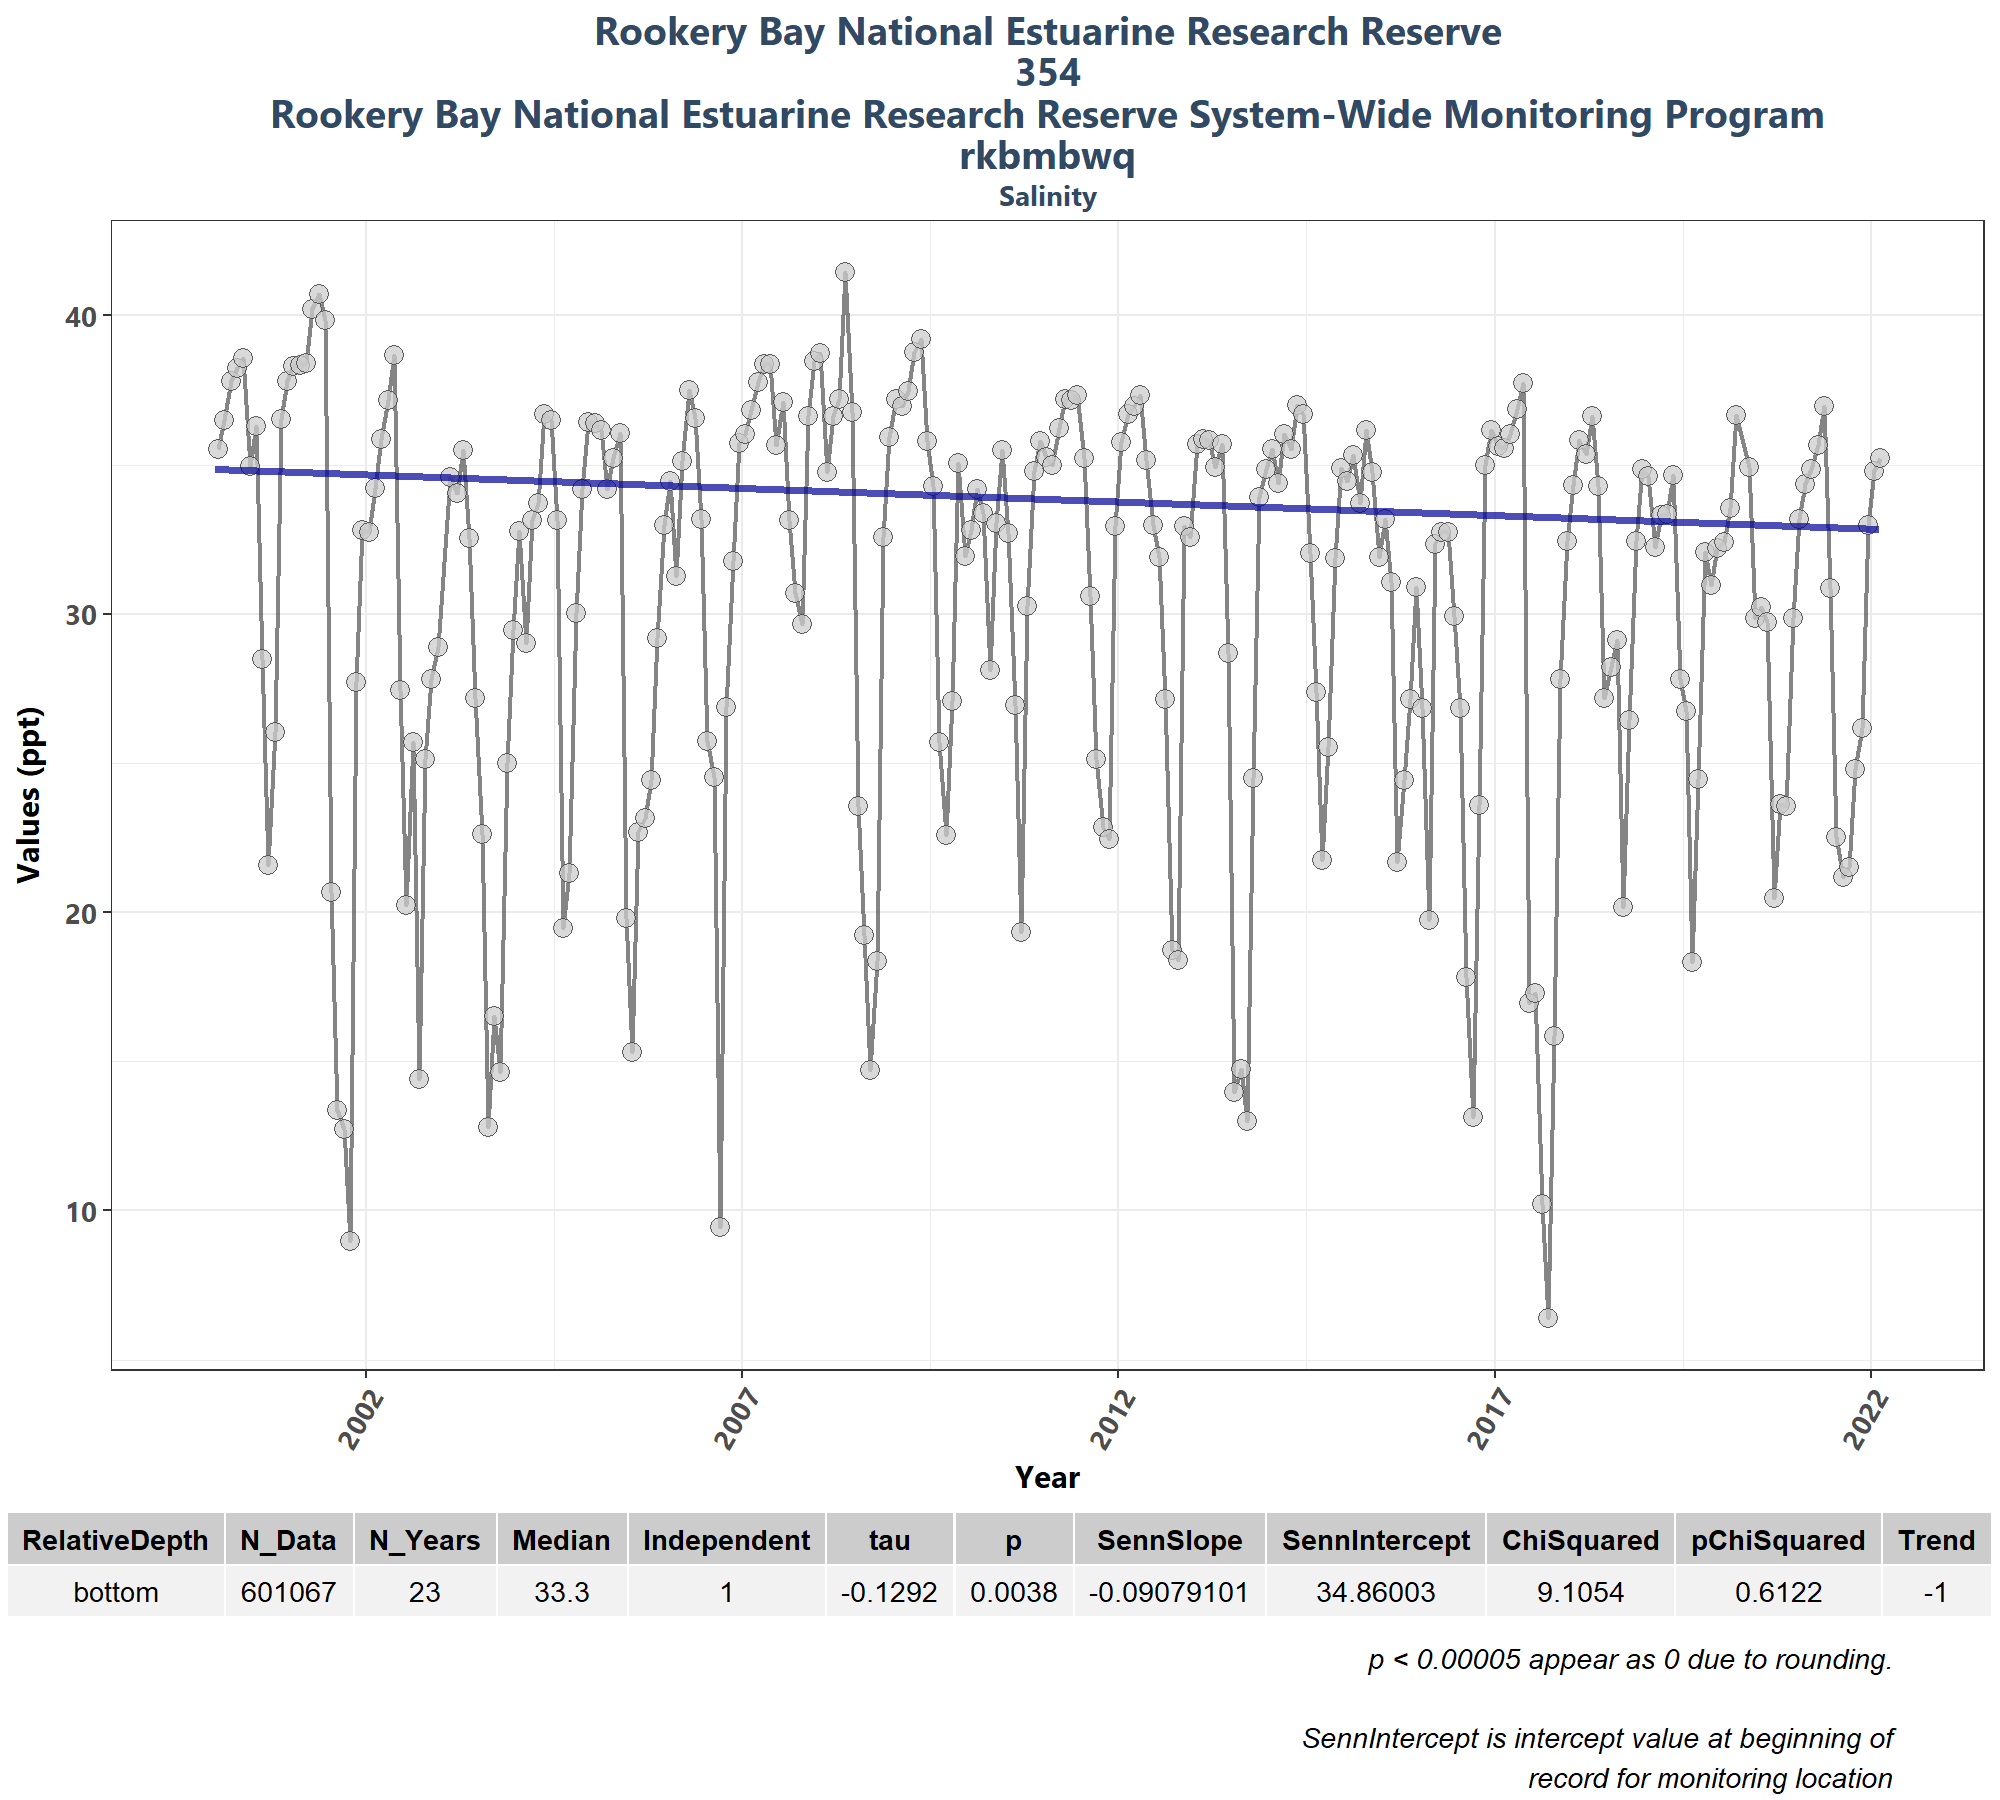 Rookery Bay National Estuarine Research Reserve
354
Rookery Bay National Estuarine Research Reserve System-Wide Monitoring Program
rkbmbwq
Salinity
Values (ppt)
40
30
20
10
2002
2007
2012
2017
2022
Year
RelativeDepth N_Data N_Years Median Independent tau p SennSlope SennIntercept ChiSquared pChiSquared Trend
bottom 601067 23 33.3 1 -0.1292 0.0038 -0.09079101 34.86003 9.1054 0.6122 -1
p < 0.00005 appear as 0 due to rounding.
SennIntercept is intercept value at beginning of
record for monitoring location